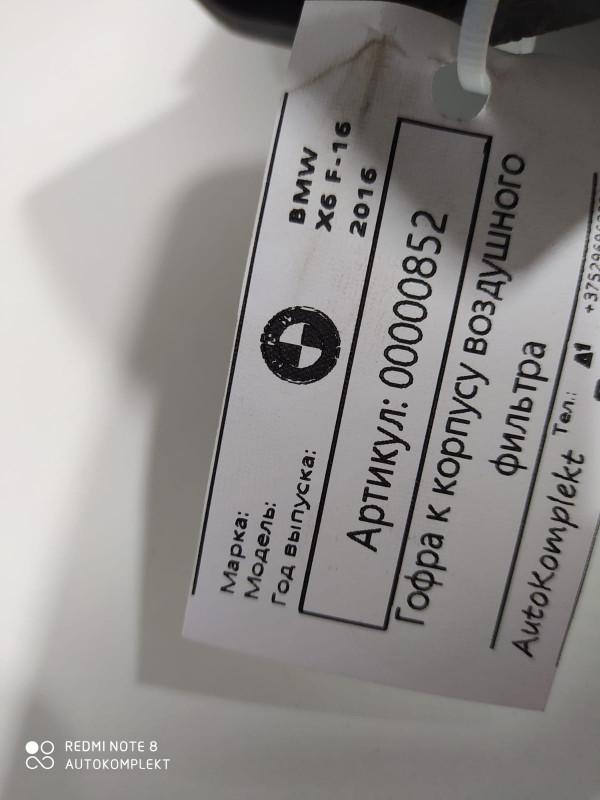 Марка: BMW
Модель: X6 F-16
Год выпуска: 2016
Артикул: 00000852
Гофра к корпусу воздушного
фильтра
AutoKomplekt Тел.: A1
REDMI NOTE 8
AUTOKOMPLEKT